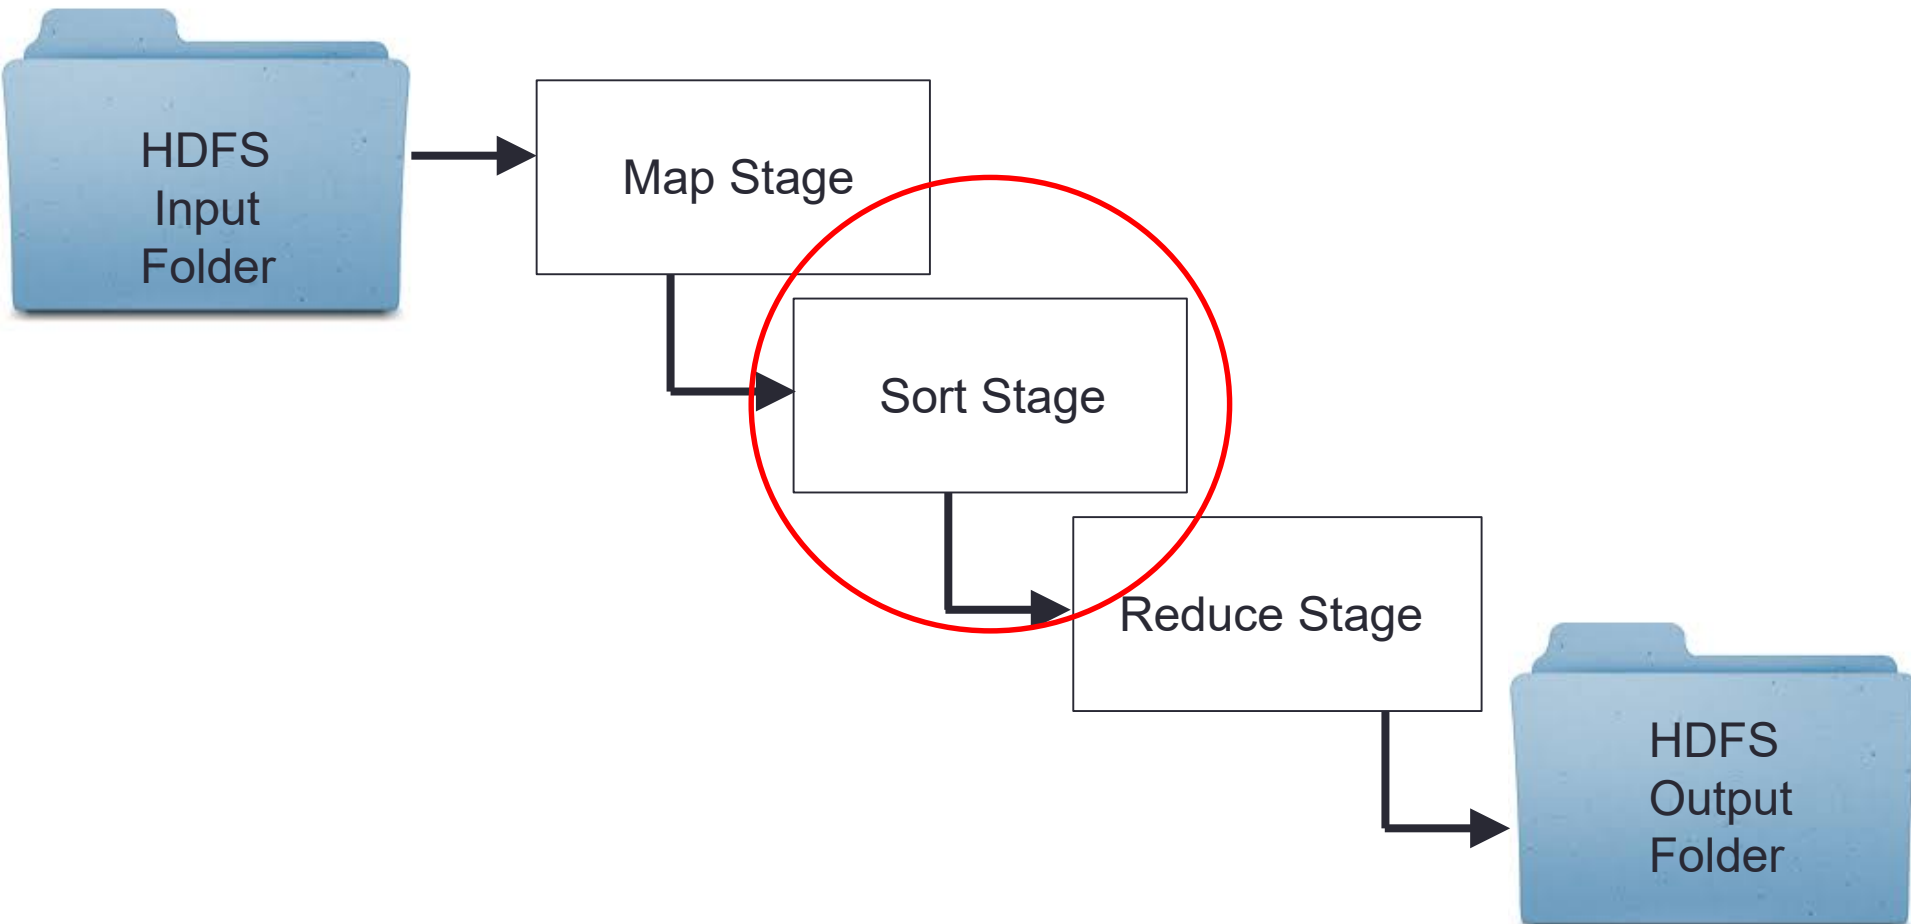 HDFS
Input
Folder
Map Stage
Sort Stage
Reduce Stage
HDFS
Output
Folder